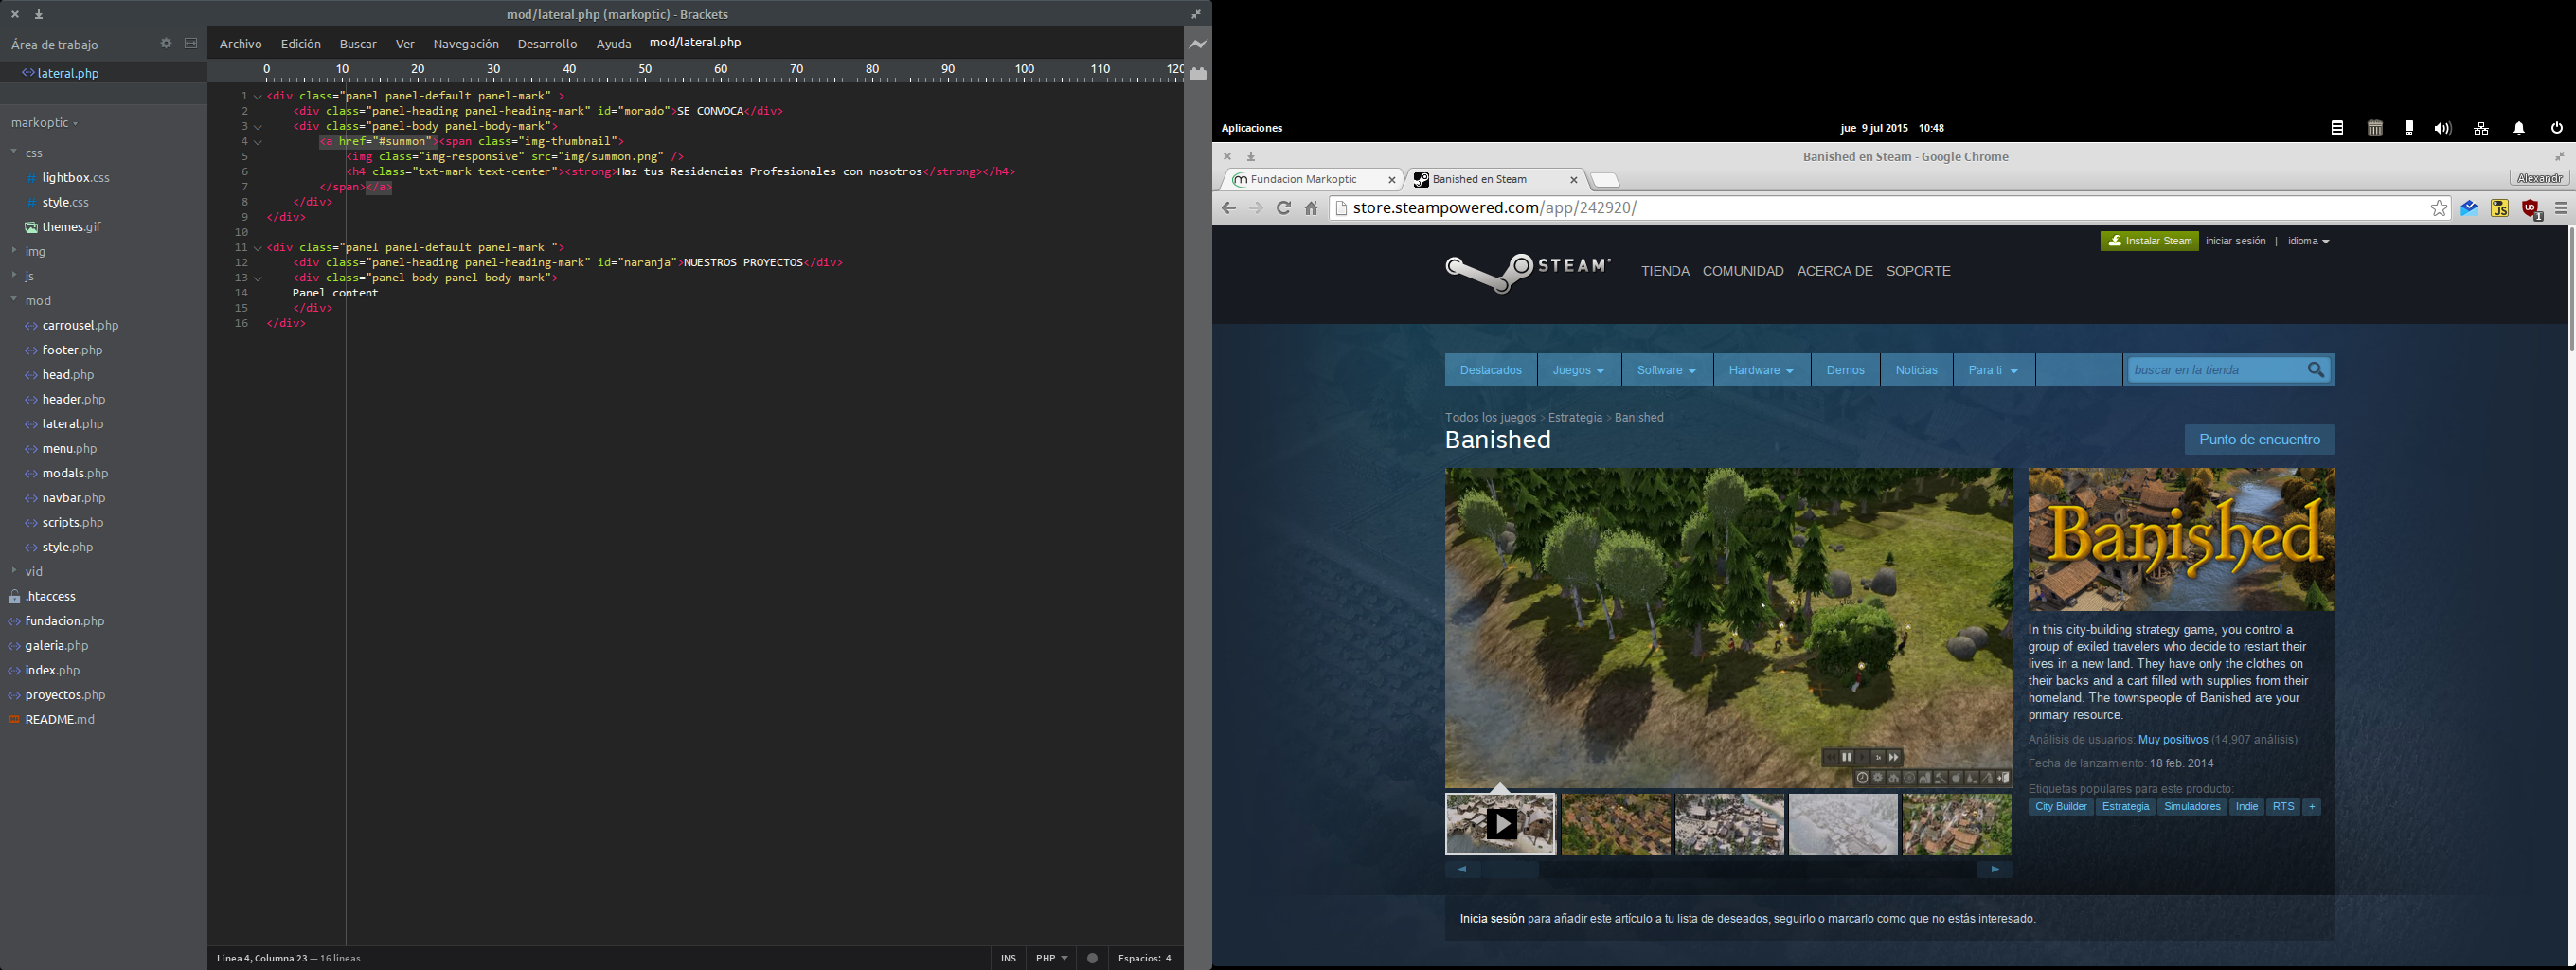 mod/lateral.php (markoptic) - Brackets
Área de trabajo
lateral.php
markoptic
css
lightbox.css
style.css
themes.gif
img
js
mod
carrousel.php
footer.php
head.php
header.php
lateral.php
menu.php
modals.php
navbar.php
scripts.php
style.php
vid
.htaccess
fundacion.php
galeria.php
index.php
proyectos.php
README.md
Archivo Edición Buscar Ver Navegación Desarrollo Ayuda mod/lateral.php
0 10 20 30 40 50 60 70 80 90 100 110 120
1 <div class="panel panel-default panel-mark" >
2 <div class="panel-heading panel-heading-mark" id="morado">SE CONVOCA</div>
3 <div class="panel-body panel-body-mark">
4 <a href="#summon"><span class="img-thumbnail">
5 <img class="img-responsive" src="img/summon.png" />
6 <h4 class="txt-mark text-center"><strong>Haz tus Residencias Profesionales con nosotros</strong></h4>
7 </span></a>
8 </div>
9 </div>
10
11 <div class="panel panel-default panel-mark ">
12 <div class="panel-heading panel-heading-mark" id="naranja">NUESTROS PROYECTOS</div>
13 <div class="panel-body panel-body-mark">
14 Panel content
15 </div>
16 </div>
Línea 4, Columna 23 — 16 líneas
INS PHP Espacios: 4
Aplicaciones
jue 9 jul 2015 10:48
Banished en Steam - Google Chrome
Fundacion Markoptic
Banished en Steam
Alexandr
store.steampowered.com/app/242920/
JS
1
Instalar Steam iniciar sesión | idioma
STEAM
TIENDA COMUNIDAD ACERCA DE SOPORTE
Destacados Juegos Software Hardware Demos Noticias Para ti
buscar en la tienda
Todos los juegos > Estrategia > Banished
Banished
Punto de encuentro
Banished
In this city-building strategy game, you control a
group of exiled travelers who decide to restart their
lives in a new land. They have only the clothes on
their backs and a cart filled with supplies from their
homeland. The townspeople of Banished are your
primary resource.
Análisis de usuarios: Muy positivos (14,907 análisis)
Fecha de lanzamiento: 18 feb. 2014
Etiquetas populares para este producto:
City Builder Estrategia Simuladores Indie RTS +
Inicia sesión para añadir este artículo a tu lista de deseados, seguirlo o marcarlo como que no estás interesado.